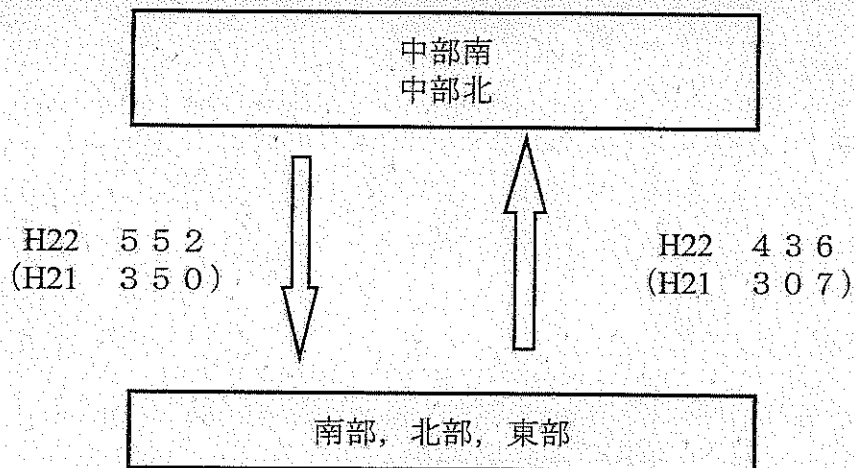 中部南
中部北
H22 552
(H21 350)
H22 436
(H21 307)
南部，北部，東部